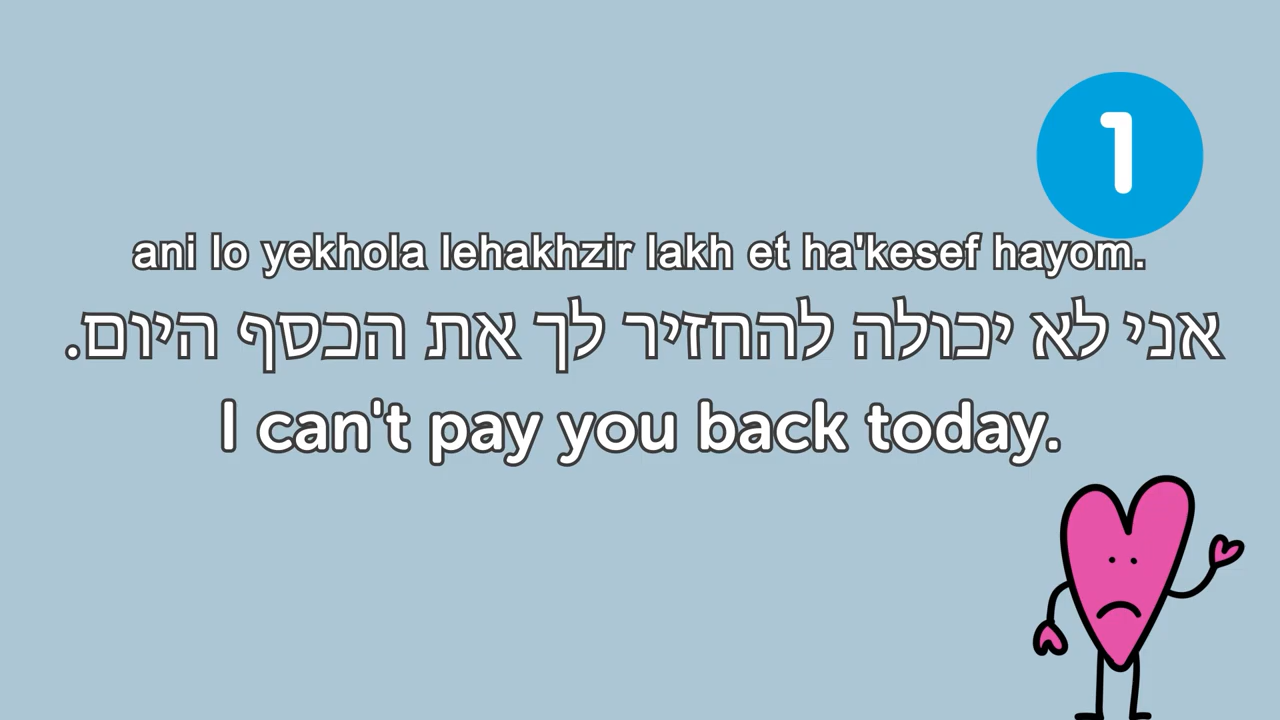 1
ani lo yekhola lehakhzir lakh et ha'kesef hayom.
אני לא יכולה להחזיר לך את הכסף היום.
I can't pay you back today.